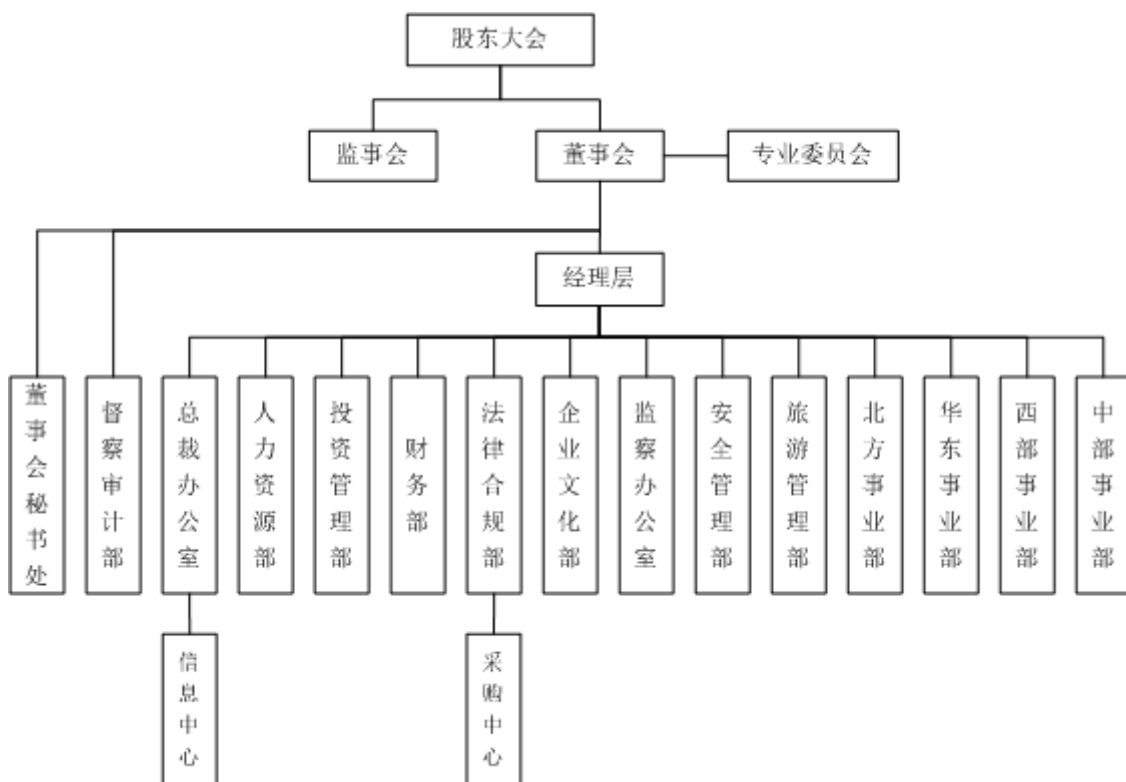 股东大会
监事会
董事会
专业委员会
经理层
董事会秘书处
督察审计部
总裁办公室
人力资源部
投资管理部
财务部
法律合规部
企业文化部
监察办公室
安全管理部
旅游管理部
北方事业部
华东事业部
西部事业部
中部事业部
信息中心
采购中心